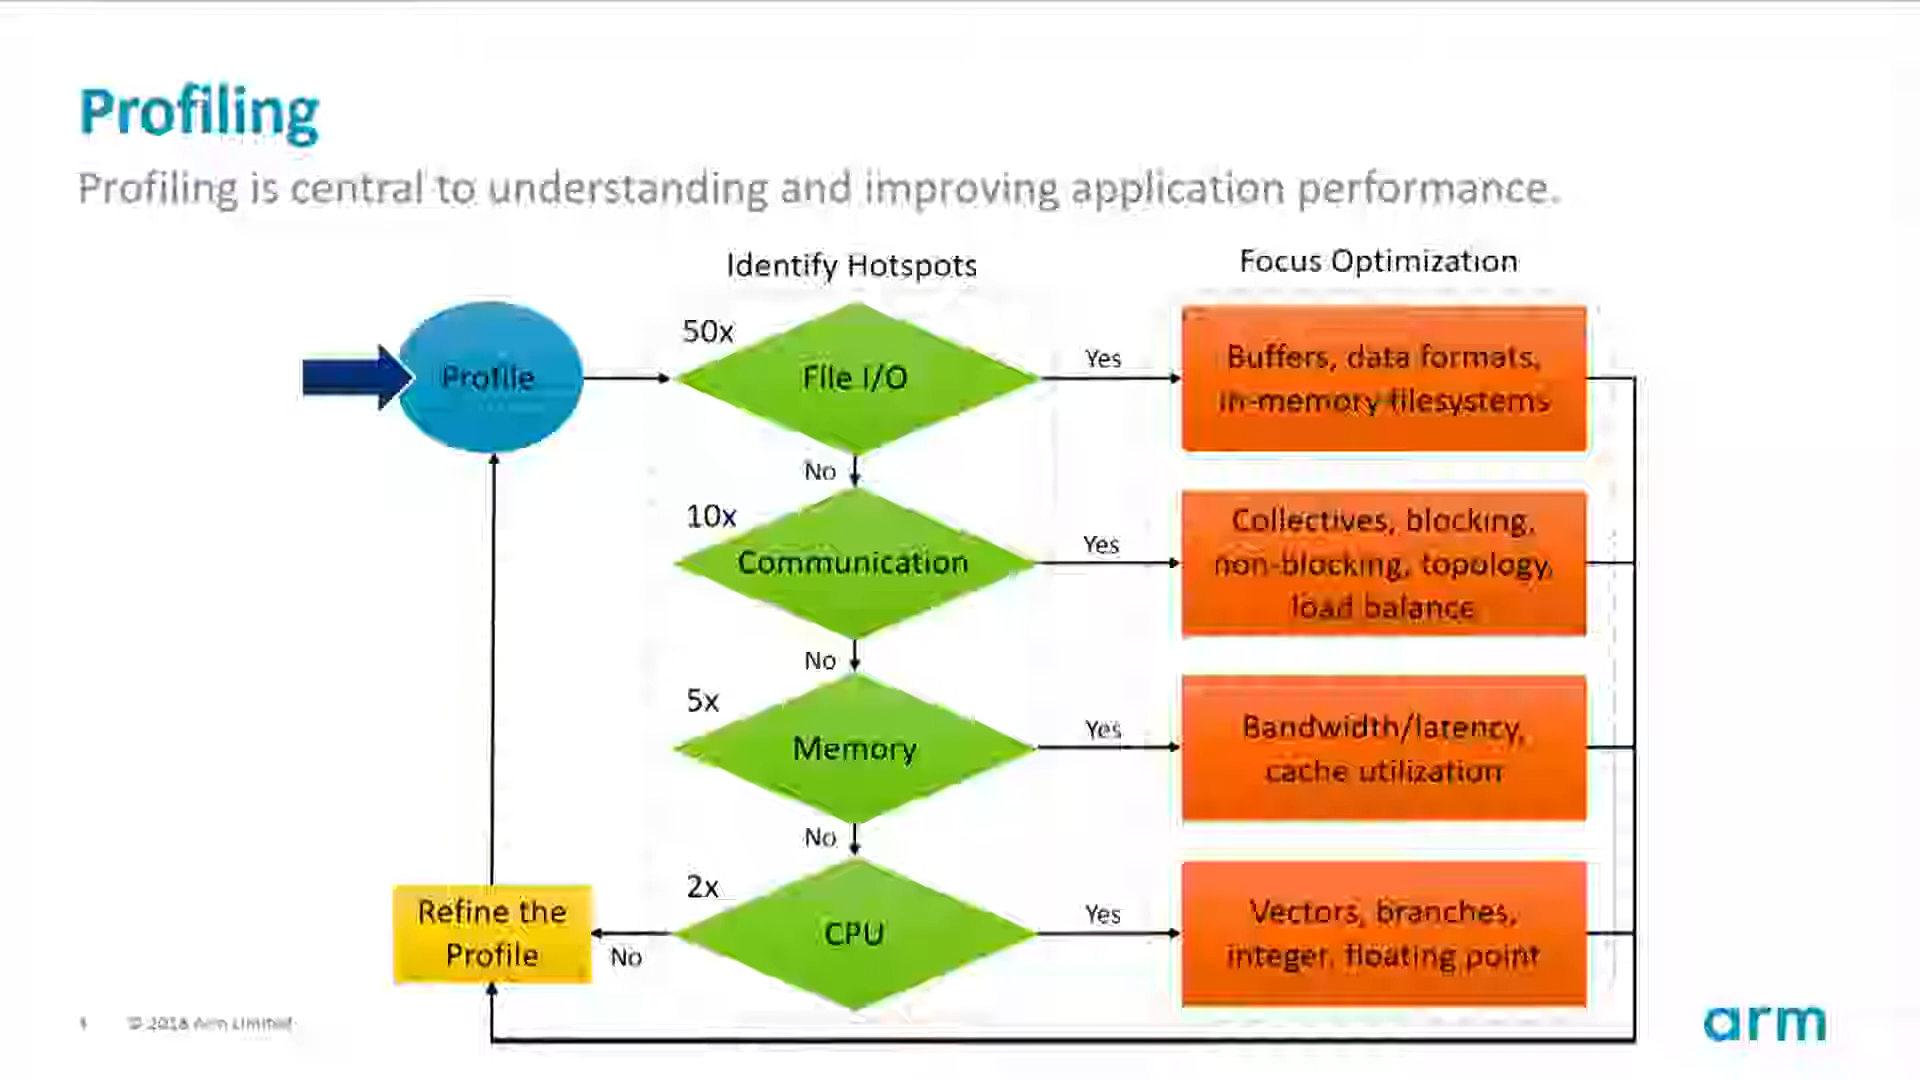 Profiling
Profiling is central to understanding and improving application performance.
Identify Hotspots
Focus Optimization
50x
Profile
File I/O
Yes
Buffers, data formats,
in-memory filesystems
No
10x
Communication
Yes
Collectives, blocking,
non-blocking, topology,
load balance
No
5x
Memory
Yes
Bandwidth/latency,
cache utilization
No
2x
CPU
Yes
Vectors, branches,
integer, floating point
Refine the
Profile
No
© 2018 Arm Limited
arm